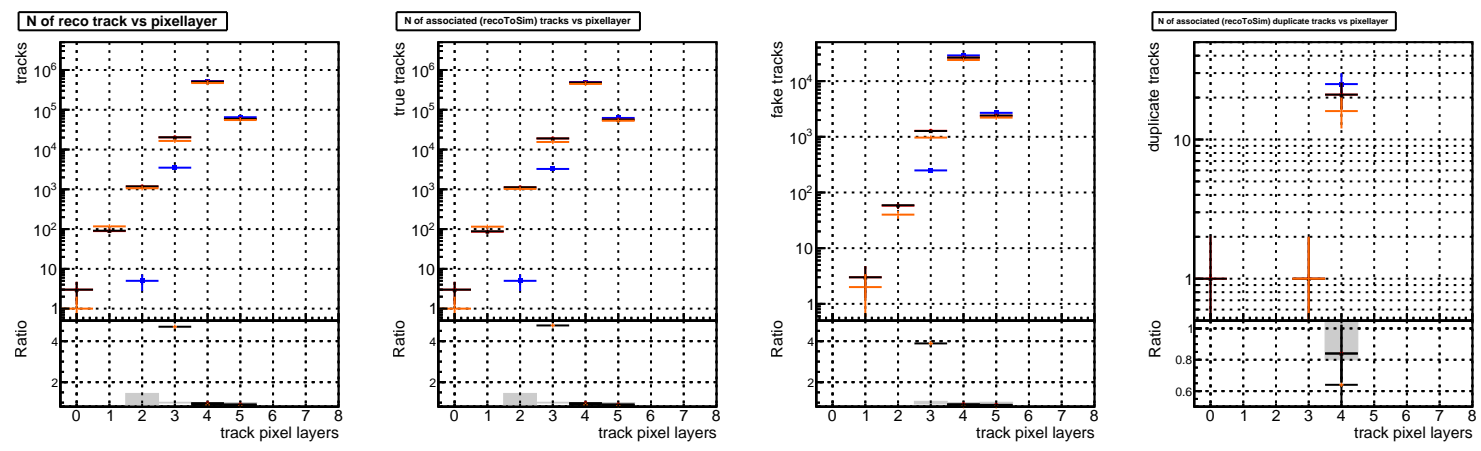 N of reco track vs pixellayer
tracks
10^6
10^5
10^4
10^3
10^2
10
1
Ratio
4
2
0 1 2 3 4 5 6 7 8
track pixel layers
N of associated (recoToSim) tracks vs pixellayer
true tracks
10^6
10^5
10^4
10^3
10^2
10
1
Ratio
4
2
0 1 2 3 4 5 6 7 8
track pixel layers
fake tracks
10^4
10^3
10^2
10
1
Ratio
4
2
0 1 2 3 4 5 6 7 8
track pixel layers
N of associated (recoToSim) duplicate tracks vs pixellayer
duplicate tracks
10
1
Ratio
1
0.8
0.6
0 1 2 3 4 5 6 7 8
track pixel layers